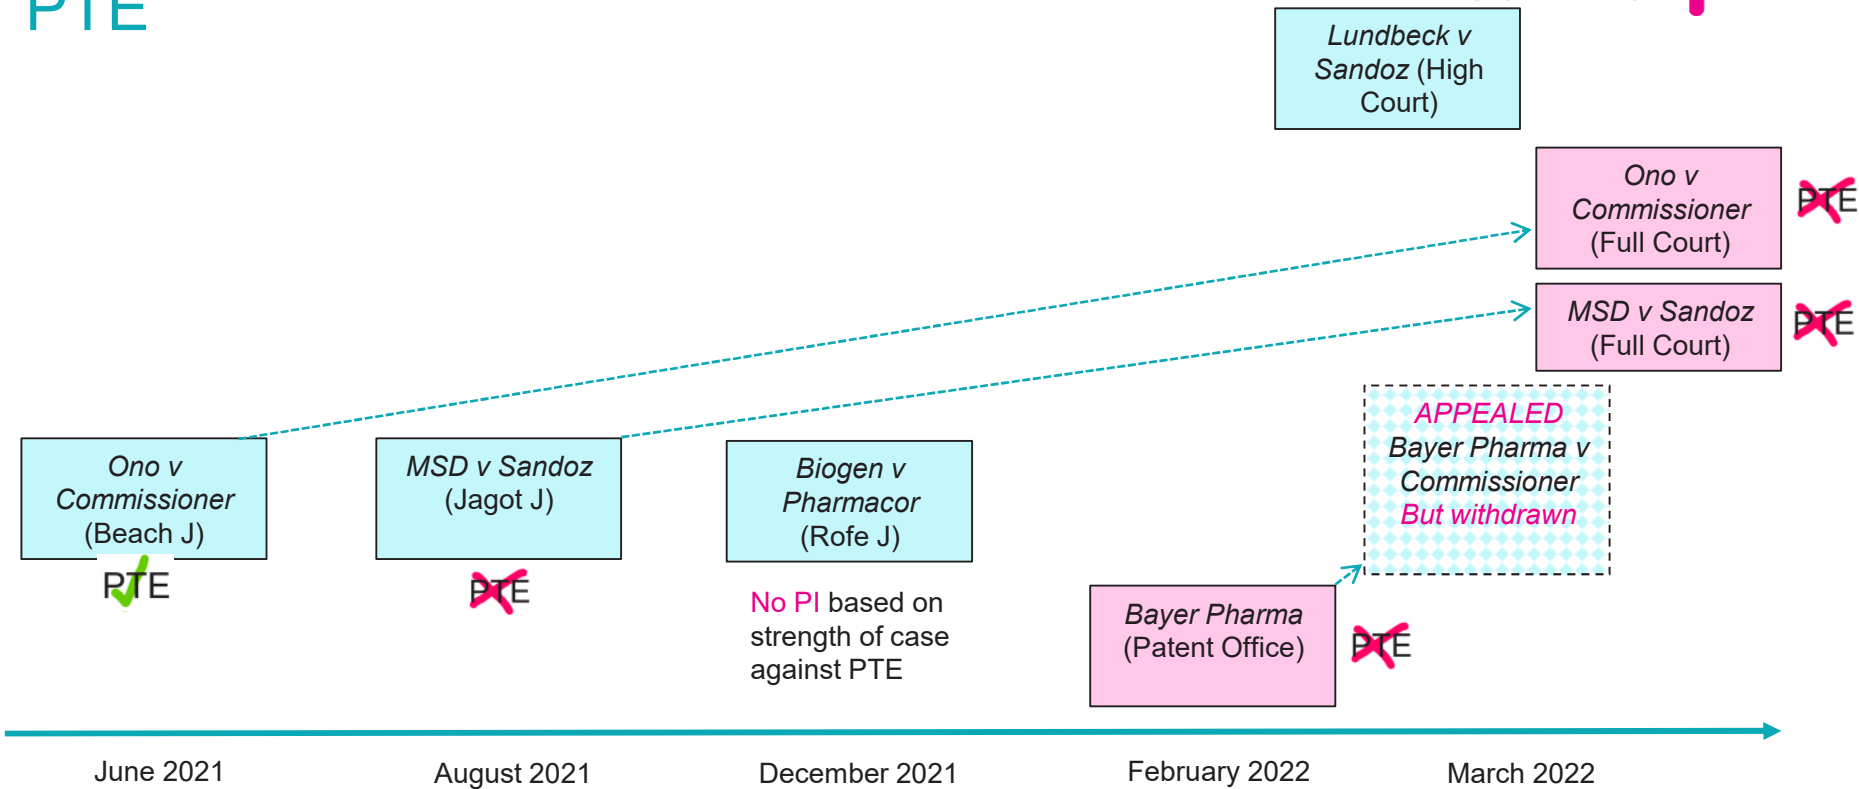 PTE
Lundbeck v
Sandoz (High
Court)
Ono v
Commissioner
(Full Court)
PTE
MSD v Sandoz
(Full Court)
PTE
APPEALED
Bayer Pharma v
Commissioner
But withdrawn
Ono v
Commissioner
(Beach J)
PTE
MSD v Sandoz
(Jagot J)
PTE
Biogen v
Pharmacor
(Rofe J)
No PI based on
strength of case
against PTE
Bayer Pharma
(Patent Office)
PTE
June 2021
August 2021
December 2021
February 2022
March 2022